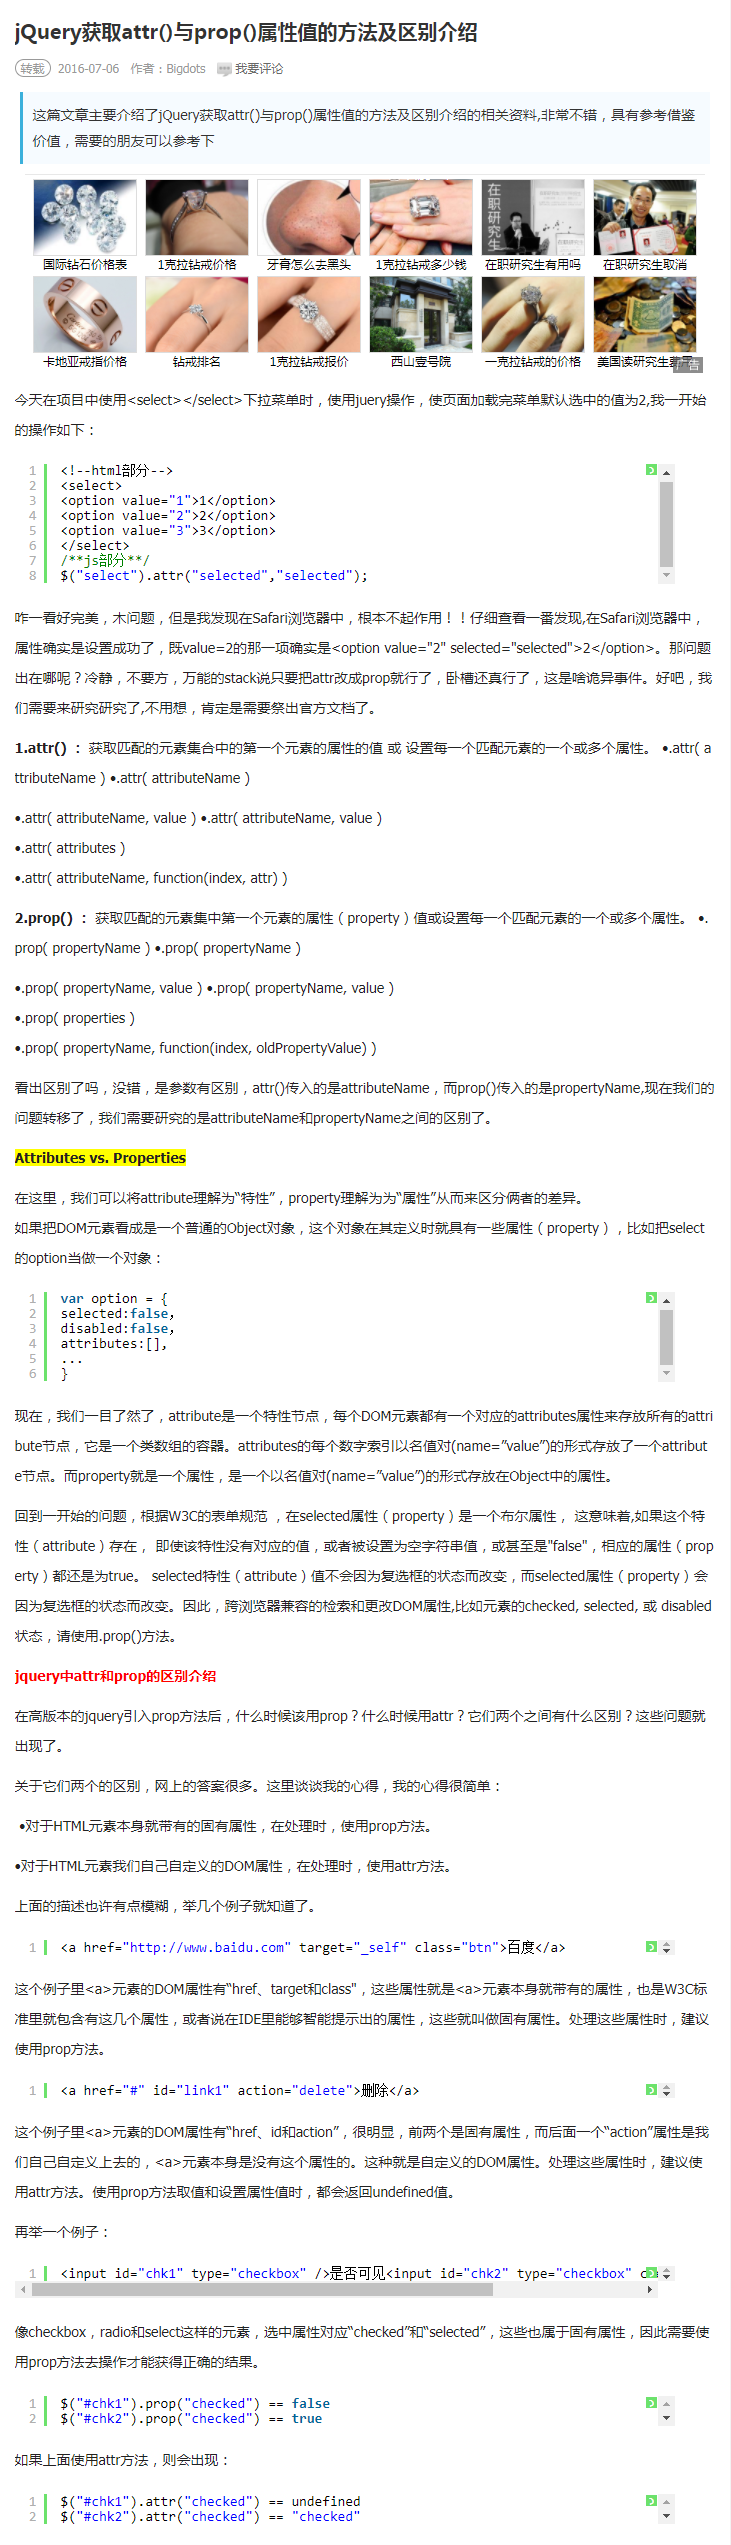 jQuery获取attr()与prop()属性值的方法及区别介绍
转载 2016-07-06 作者：Bigdots 我要评论
这篇文章主要介绍了jQuery获取attr()与prop()属性值的方法及区别介绍的相关资料,非常不错，具有参考借鉴
价值，需要的朋友可以参考下
在职研究生
国际钻石价格表 1克拉钻戒价格 牙膏怎么去黑头 1克拉钻戒多少钱 在职研究生有用吗 在职研究生取消
卡地亚戒指价格 钻戒排名 1克拉钻戒报价 西山壹号院 一克拉钻戒的价格 美国读研究生费用
广告
今天在项目中使用<select></select>下拉菜单时，使用juery操作，使页面加载完菜单默认选中的值为2,我一开始
的操作如下：
1 <!--html部分-->
2 <select>
3 <option value="1">1</option>
4 <option value="2">2</option>
5 <option value="3">3</option>
6 </select>
7 /**js部分**/
8 $("select").attr("selected","selected");
咋一看好完美，木问题，但是我发现在Safari浏览器中，根本不起作用！！仔细查看一番发现,在Safari浏览器中，
属性确实是设置成功了，既value=2的那一项确实是<option value="2" selected="selected">2</option>。那问题
出在哪呢？冷静，不要方，万能的stack说只要把attr改成prop就行了，卧槽还真行了，这是啥诡异事件。好吧，我
们需要来研究研究了,不用想，肯定是需要祭出官方文档了。
1.attr() ：获取匹配的元素集合中的第一个元素的属性的值 或 设置每一个匹配元素的一个或多个属性。 •.attr( a
ttributeName ) •.attr( attributeName )
•.attr( attributeName, value ) •.attr( attributeName, value )
•.attr( attributes )
•.attr( attributeName, function(index, attr) )
2.prop() ：获取匹配的元素集中第一个元素的属性（property）值或设置每一个匹配元素的一个或多个属性。 •.
prop( propertyName ) •.prop( propertyName )
•.prop( propertyName, value ) •.prop( propertyName, value )
•.prop( properties )
•.prop( propertyName, function(index, oldPropertyValue) )
看出区别了吗，没错，是参数有区别，attr()传入的是attributeName，而prop()传入的是propertyName,现在我们的
问题转移了，我们需要研究的是attributeName和propertyName之间的区别了。
Attributes vs. Properties
在这里，我们可以将attribute理解为“特性”，property理解为为“属性”从而来区分俩者的差异。
如果把DOM元素看成是一个普通的Object对象，这个对象在其定义时就具有一些属性（property），比如把select
的option当做一个对象：
1 var option = {
2 selected:false,
3 disabled:false,
4 attributes:[],
5 ...
6 }
现在，我们一目了然了，attribute是一个特性节点，每个DOM元素都有一个对应的attributes属性来存放所有的attri
bute节点，它是一个类数组的容器。attributes的每个数字索引以名值对(name=”value”)的形式存放了一个attribut
e节点。而property就是一个属性，是一个以名值对(name=”value”)的形式存放在Object中的属性。
回到一开始的问题，根据W3C的表单规范 ，在selected属性（property）是一个布尔属性， 这意味着,如果这个特
性（attribute）存在， 即使该特性没有对应的值，或者被设置为空字符串值，或甚至是"false"，相应的属性（prop
erty）都还是为true。 selected特性（attribute）值不会因为复选框的状态而改变，而selected属性（property）会
因为复选框的状态而改变。因此，跨浏览器兼容的检索和更改DOM属性,比如元素的checked, selected, 或 disabled
状态，请使用.prop()方法。
jquery中attr和prop的区别介绍
在高版本的jquery引入prop方法后，什么时候该用prop？什么时候用attr？它们两个之间有什么区别？这些问题就
出现了。
关于它们两个的区别，网上的答案很多。这里谈谈我的心得，我的心得很简单：
•对于HTML元素本身就带有的固有属性，在处理时，使用prop方法。
•对于HTML元素我们自己自定义的DOM属性，在处理时，使用attr方法。
上面的描述也许有点模糊，举几个例子就知道了。
1 <a href="http://www.baidu.com" target="_self" class="btn">百度</a>
这个例子里<a>元素的DOM属性有“href、target和class"，这些属性就是<a>元素本身就带有的属性，也是W3C标
准里就包含有这几个属性，或者说在IDE里能够智能提示出的属性，这些就叫做固有属性。处理这些属性时，建议
使用prop方法。
1 <a href="#" id="link1" action="delete">删除</a>
这个例子里<a>元素的DOM属性有“href、id和action”，很明显，前两个是固有属性，而后面一个“action”属性是我
们自己自定义上去的，<a>元素本身是没有这个属性的。这种就是自定义的DOM属性。处理这些属性时，建议使
用attr方法。使用prop方法取值和设置属性值时，都会返回undefined值。
再举一个例子：
1 <input id="chk1" type="checkbox" />是否可见<input id="chk2" type="checkbox"
像checkbox，radio和select这样的元素，选中属性对应“checked”和“selected”，这些也属于固有属性，因此需要使
用prop方法去操作才能获得正确的结果。
1 $("#chk1").prop("checked") == false
2 $("#chk2").prop("checked") == true
如果上面使用attr方法，则会出现：
1 $("#chk1").attr("checked") == undefined
2 $("#chk2").attr("checked") == "checked"